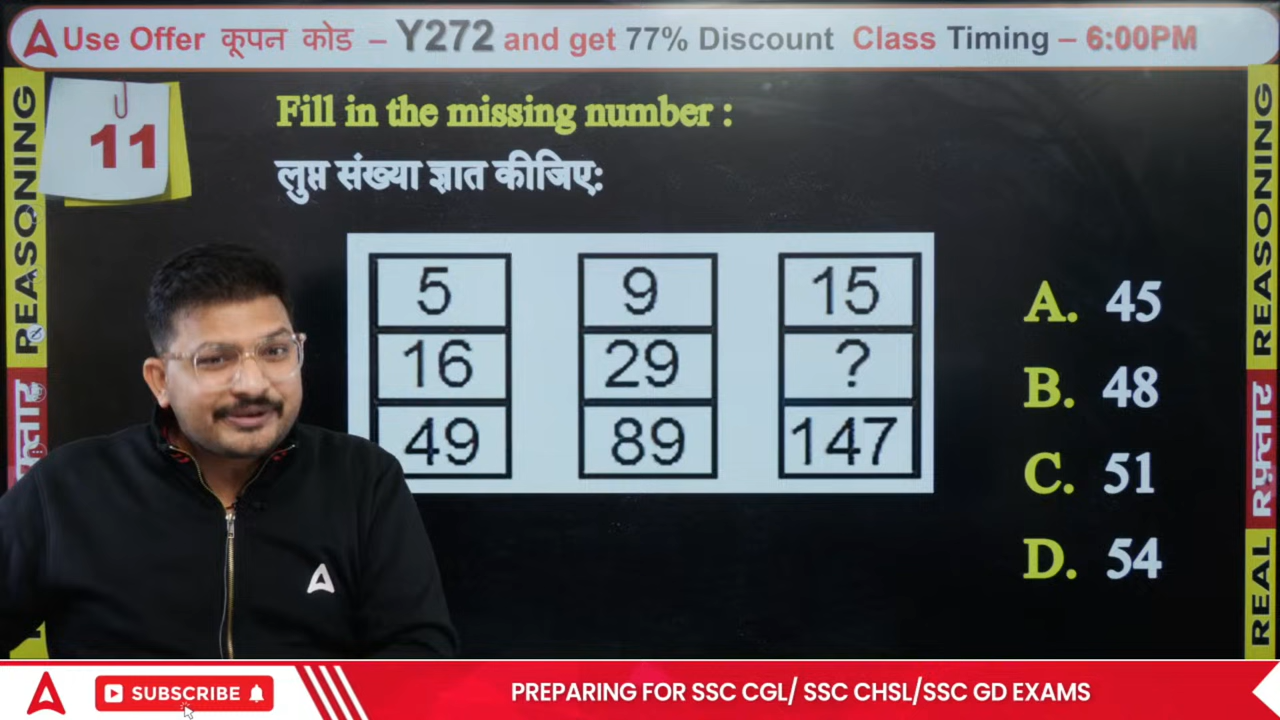 Use Offer कूपन कोड – Y272 and get 77% Discount Class Timing – 6:00PM
REASONING
11
Fill in the missing number :
लुप्त संख्या ज्ञात कीजिए:
5
16
49
9
29
89
15
?
147
A. 45
B. 48
C. 51
D. 54
REASONING
रफ़्तार
REAL
SUBSCRIBE
PREPARING FOR SSC CGL/ SSC CHSL/SSC GD EXAMS